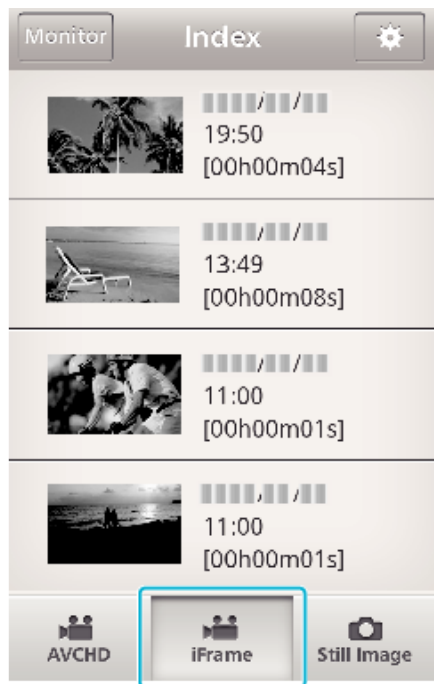 Monitor Index
19:50
[00h00m04s]
13:49
[00h00m08s]
11:00
[00h00m01s]
11:00
[00h00m01s]
AVCHD iFrame Still Image